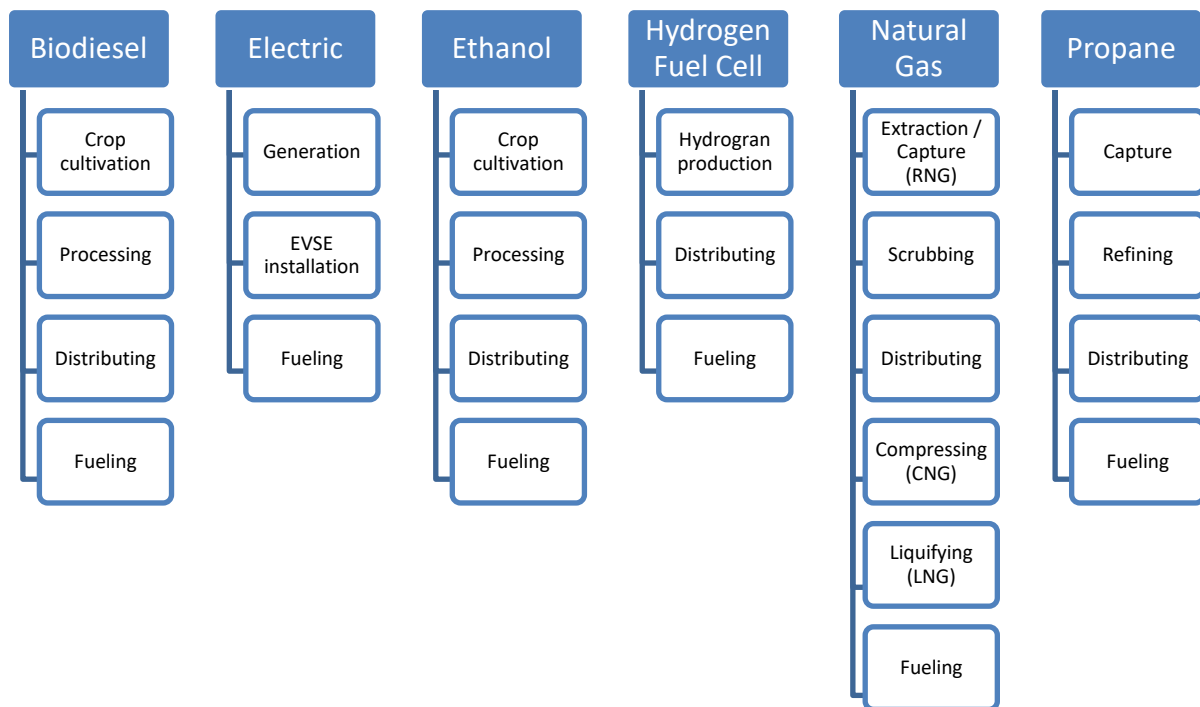 Biodiesel
Crop
cultivation
Processing
Distributing
Fueling
Electric
Generation
EVSE
installation
Fueling
Ethanol
Crop
cultivation
Processing
Distributing
Fueling
Hydrogen
Fuel Cell
Hydrogran
production
Distributing
Fueling
Natural
Gas
Extraction /
Capture
(RNG)
Scrubbing
Distributing
Compressing
(CNG)
Liquifying
(LNG)
Fueling
Propane
Capture
Refining
Distributing
Fueling